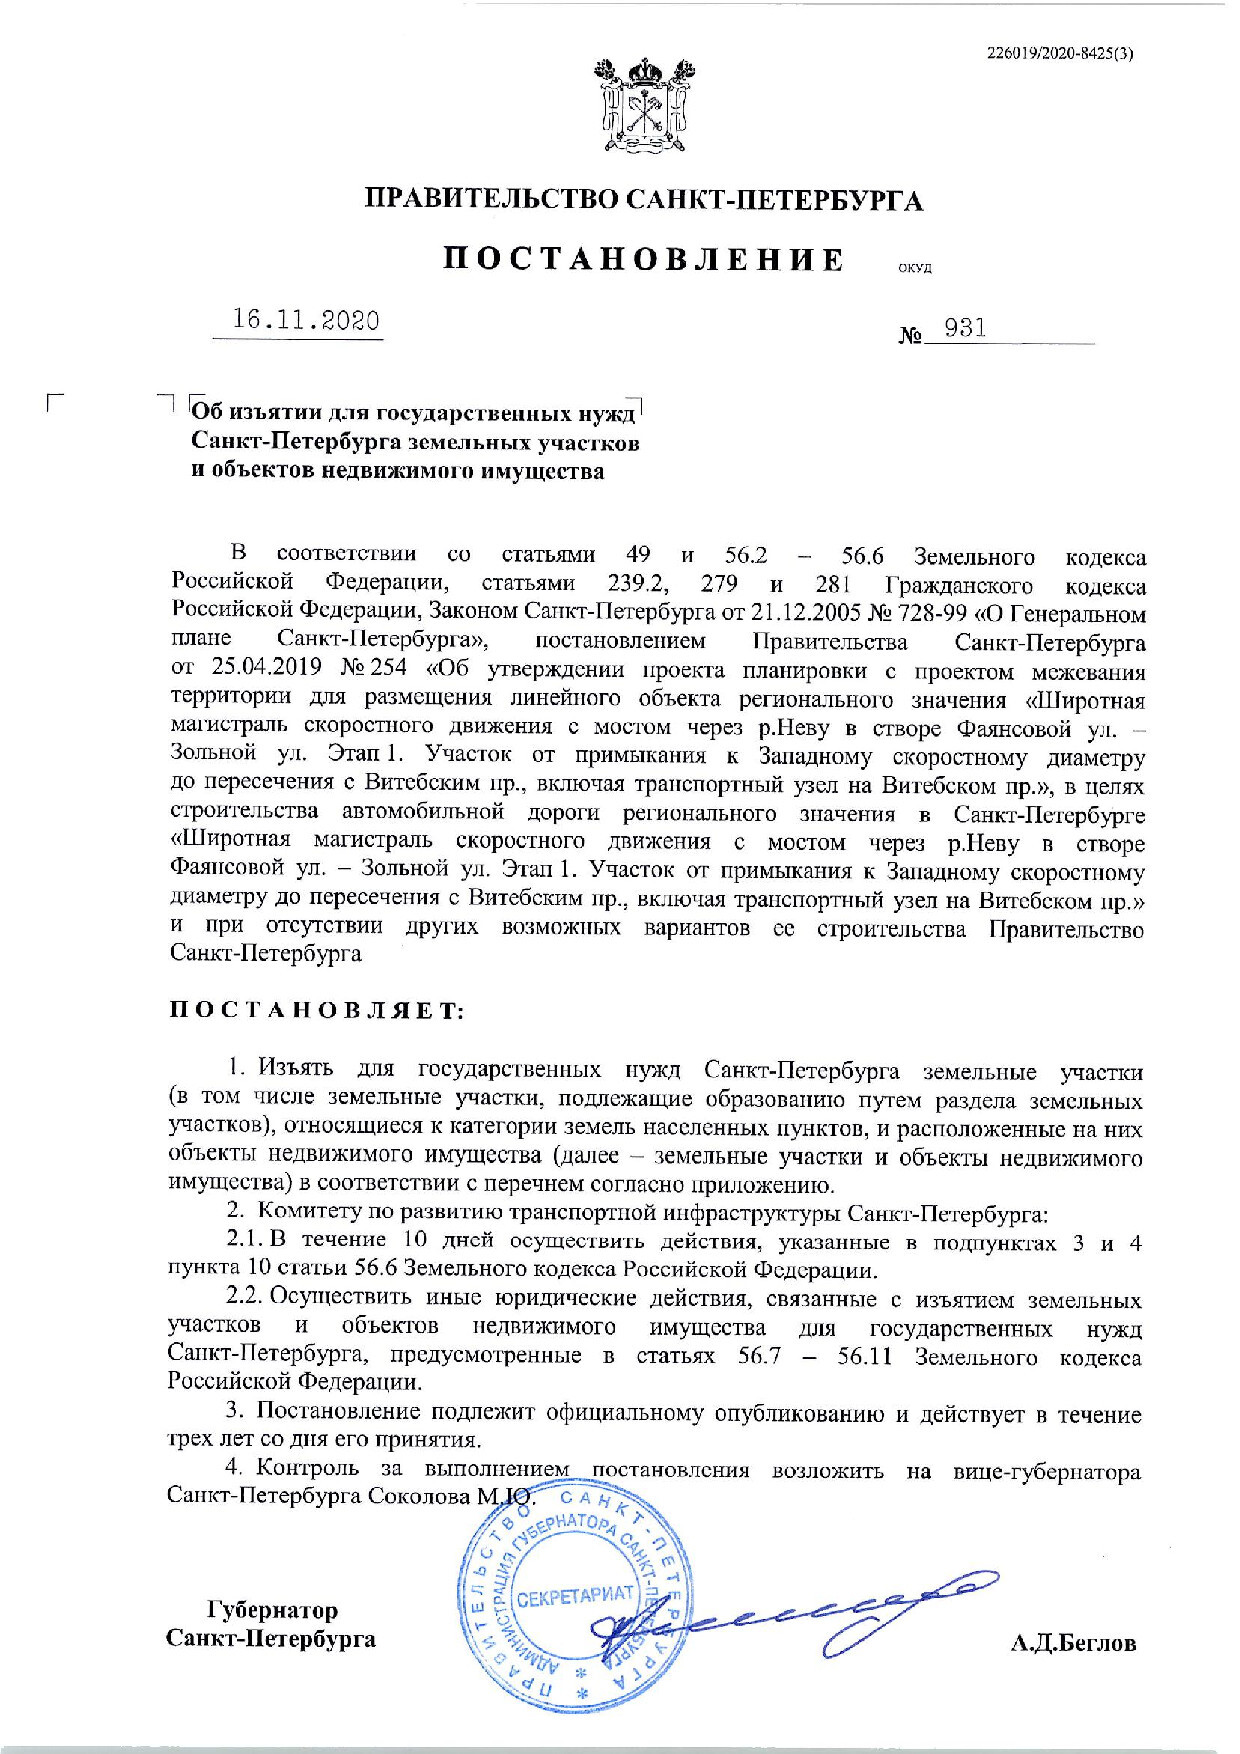 226019/2020-8425(3)
ПРАВИТЕЛЬСТВО САНКТ-ПЕТЕРБУРГА
ПОСТАНОВЛЕНИЕ
ОКУД
16.11.2020
№ 931
Об изъятии для государственных нужд
Санкт-Петербурга земельных участков
и объектов недвижимого имущества
В соответствии со статьями 49 и 56.2 – 56.6 Земельного кодекса
Российской Федерации, статьями 239.2, 279 и 281 Гражданского кодекса
Российской Федерации, Законом Санкт-Петербурга от 21.12.2005 № 728-99 «О Генеральном
плане Санкт-Петербурга», постановлением Правительства Санкт-Петербурга
от 25.04.2019 № 254 «Об утверждении проекта планировки с проектом межевания
территории для размещения линейного объекта регионального значения «Широтная
магистраль скоростного движения с мостом через р.Неву в створе Фаянсовой ул. –
Зольной ул. Этап 1. Участок от примыкания к Западному скоростному диаметру
до пересечения с Витебским пр., включая транспортный узел на Витебском пр.», в целях
строительства автомобильной дороги регионального значения в Санкт-Петербурге
«Широтная магистраль скоростного движения с мостом через р.Неву в створе
Фаянсовой ул. – Зольной ул. Этап 1. Участок от примыкания к Западному скоростному
диаметру до пересечения с Витебским пр., включая транспортный узел на Витебском пр.»
и при отсутствии других возможных вариантов ее строительства Правительство
Санкт-Петербурга
ПОСТАНОВЛЯЕТ:
1. Изъять для государственных нужд Санкт-Петербурга земельные участки
(в том числе земельные участки, подлежащие образованию путем раздела земельных
участков), относящиеся к категории земель населенных пунктов, и расположенные на них
объекты недвижимого имущества (далее – земельные участки и объекты недвижимого
имущества) в соответствии с перечнем согласно приложению.
2. Комитету по развитию транспортной инфраструктуры Санкт-Петербурга:
2.1. В течение 10 дней осуществить действия, указанные в подпунктах 3 и 4
пункта 10 статьи 56.6 Земельного кодекса Российской Федерации.
2.2. Осуществить иные юридические действия, связанные с изъятием земельных
участков и объектов недвижимого имущества для государственных нужд
Санкт-Петербурга, предусмотренные в статьях 56.7 – 56.11 Земельного кодекса
Российской Федерации.
3. Постановление подлежит официальному опубликованию и действует в течение
трех лет со дня его принятия.
4. Контроль за выполнением постановления возложить на вице-губернатора
Санкт-Петербурга Соколова М.Ю.
ПРАВИТЕЛЬСТВО САНКТ-ПЕТЕРБУРГА
АДМИНИСТРАЦИЯ ГУБЕРНАТОРА САНКТ-ПЕТЕРБУРГА
СЕКРЕТАРИАТ
Губернатор
Санкт-Петербурга
А.Д.Беглов